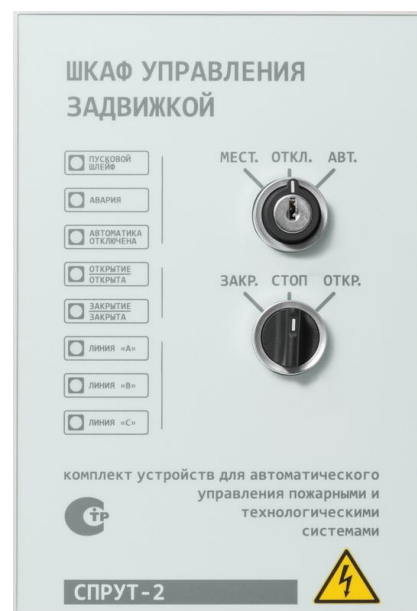 ШКАФ УПРАВЛЕНИЯ
ЗАДВИЖКОЙ
ПУСКОВОЙ
ШЛЕЙФ
АВАРИЯ
АВТОМАТИКА
ОТКЛЮЧЕНА
ОТКРЫТИЕ
ОТКРЫТА
ЗАКРЫТИЕ
ЗАКРЫТА
ЛИНИЯ «А»
ЛИНИЯ «В»
ЛИНИЯ «С»
МЕСТ. ОТКЛ. АВТ.
ЗАКР. СТОП ОТКР.
комплект устройств для автоматического
управления пожарными и
технологическими
системами
СТР
СПРУТ-2